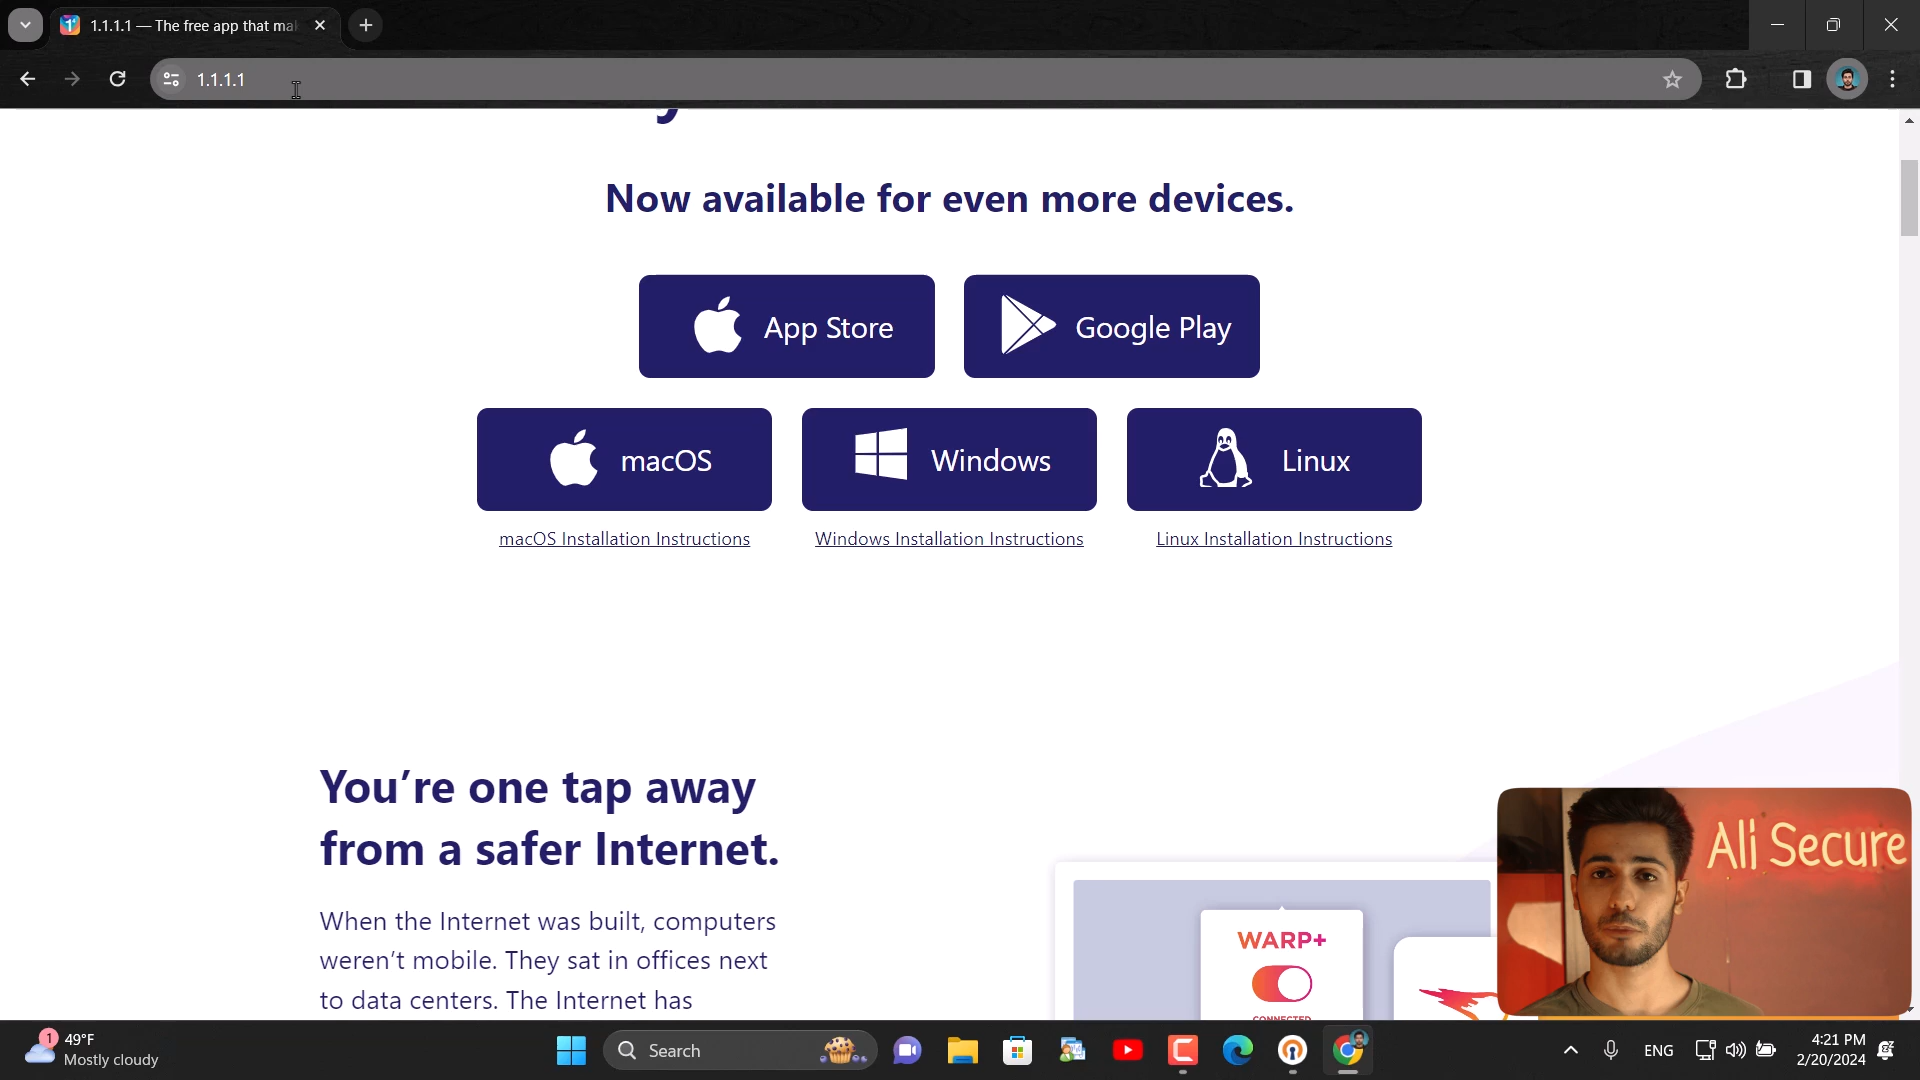 1.1.1.1 — The free app that ma
1.1.1.1
Now available for even more devices.
App Store
Google Play
macOS
Windows
Linux
macOS Installation Instructions
Windows Installation Instructions
Linux Installation Instructions
You’re one tap away
from a safer Internet.
When the Internet was built, computers
weren’t mobile. They sat in offices next
to data centers. The Internet has
WARP+
CONNECTED
Ali Secure
1
49°F
Mostly cloudy
Search
ENG
4:21 PM
2/20/2024